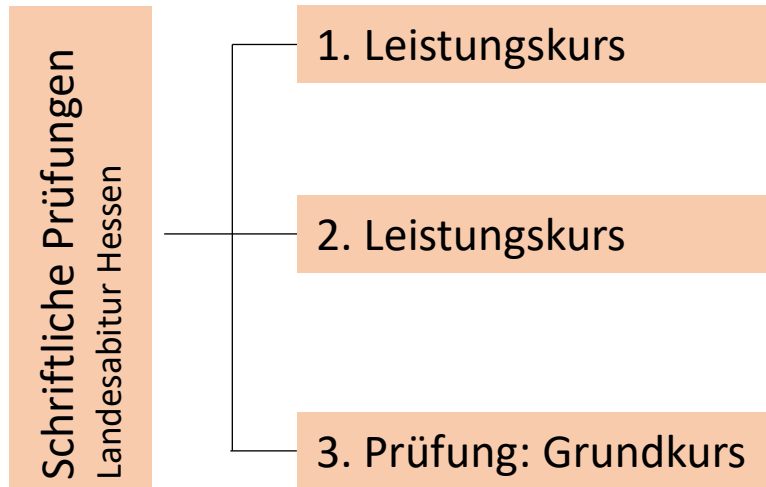 Schriftliche Prüfungen
Landesabitur Hessen
1. Leistungskurs
2. Leistungskurs
3. Prüfung: Grundkurs